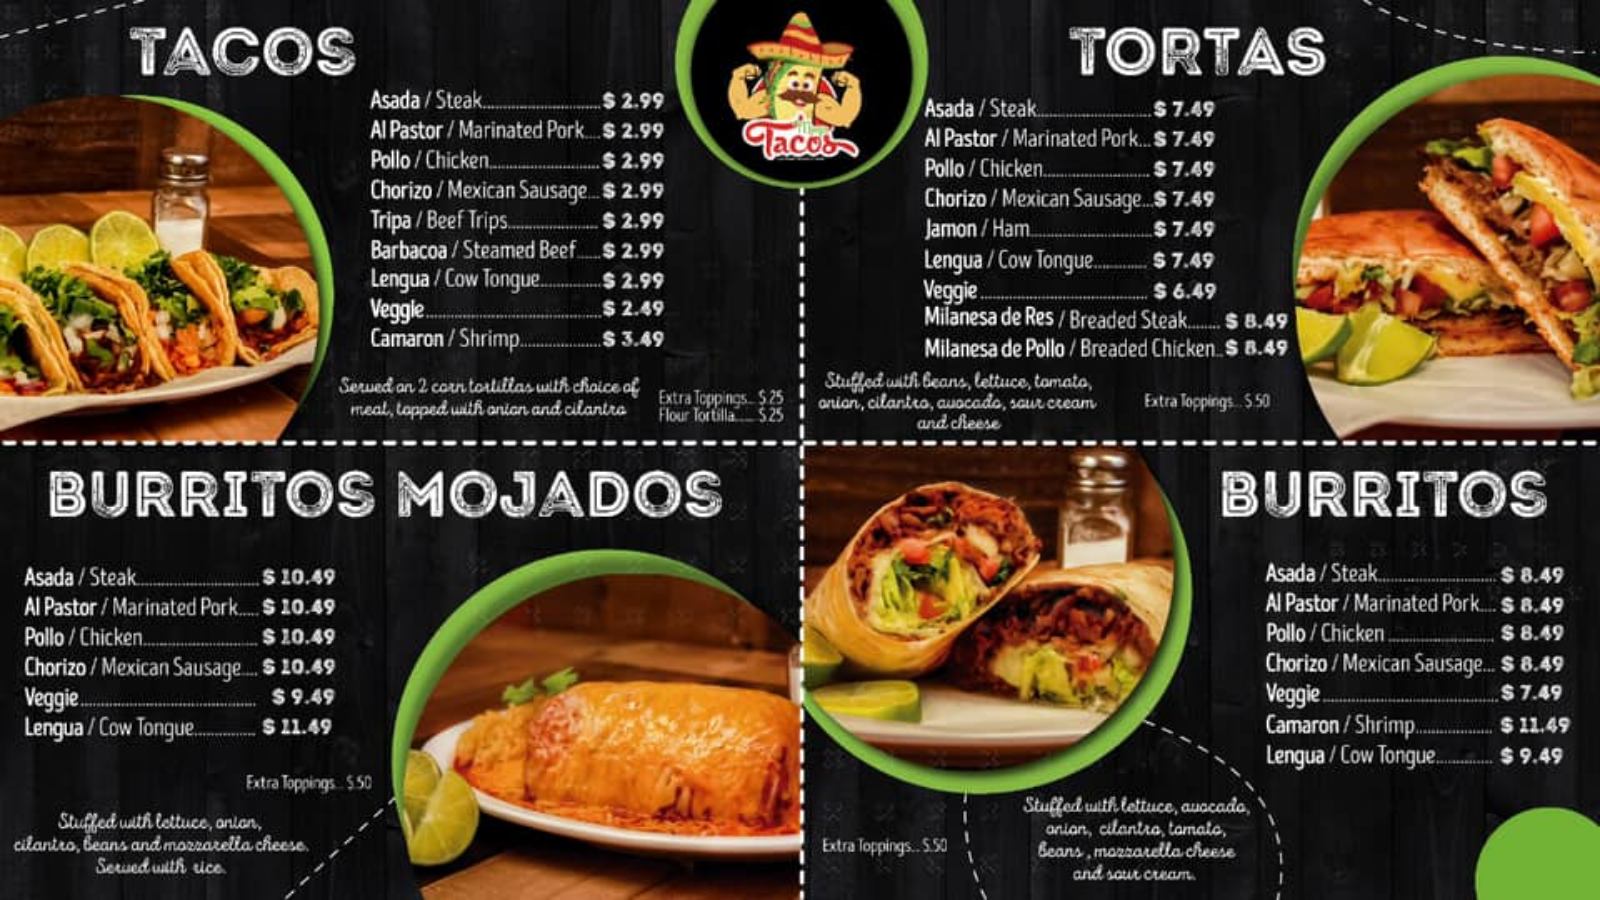 TACOS
Asada / Steak $ 2.99
Al Pastor / Marinated Pork $ 2.99
Pollo / Chicken $ 2.99
Chorizo / Mexican Sausage $ 2.99
Tripa / Beef Trips $ 2.99
Barbacoa / Steamed Beef $ 2.99
Lengua / Cow Tongue $ 2.99
Veggie $ 2.49
Camaron / Shrimp $ 3.49
Served on 2 corn tortillas with choice of
meat, topped with onion and cilantro
Extra Toppings $.25
Flour Tortilla $.25
Tacos
TORTAS
Asada / Steak $ 7.49
Al Pastor / Marinated Pork $ 7.49
Pollo / Chicken $ 7.49
Chorizo / Mexican Sausage $ 7.49
Jamon / Ham $ 7.49
Lengua / Cow Tongue $ 7.49
Veggie $ 6.49
Milanesa de Res / Breaded Steak $ 8.49
Milanesa de Pollo / Breaded Chicken $ 8.49
Stuffed with beans, lettuce, tomato,
onion, cilantro, avocado, sour cream
and cheese
Extra Toppings $.50
BURRITOS MOJADOS
Asada / Steak $ 10.49
Al Pastor / Marinated Pork $ 10.49
Pollo / Chicken $ 10.49
Chorizo / Mexican Sausage $ 10.49
Veggie $ 9.49
Lengua / Cow Tongue $ 11.49
Extra Toppings $.50
Stuffed with lettuce, onion,
cilantro, beans and mozzarella cheese.
Served with rice.
BURRITOS
Asada / Steak $ 8.49
Al Pastor / Marinated Pork $ 8.49
Pollo / Chicken $ 8.49
Chorizo / Mexican Sausage $ 8.49
Veggie $ 7.49
Camaron / Shrimp $ 11.49
Lengua / Cow Tongue $ 9.49
Stuffed with lettuce, avocado,
onion, cilantro, tomato,
beans , mozzarella cheese
and sour cream.
Extra Toppings $.50